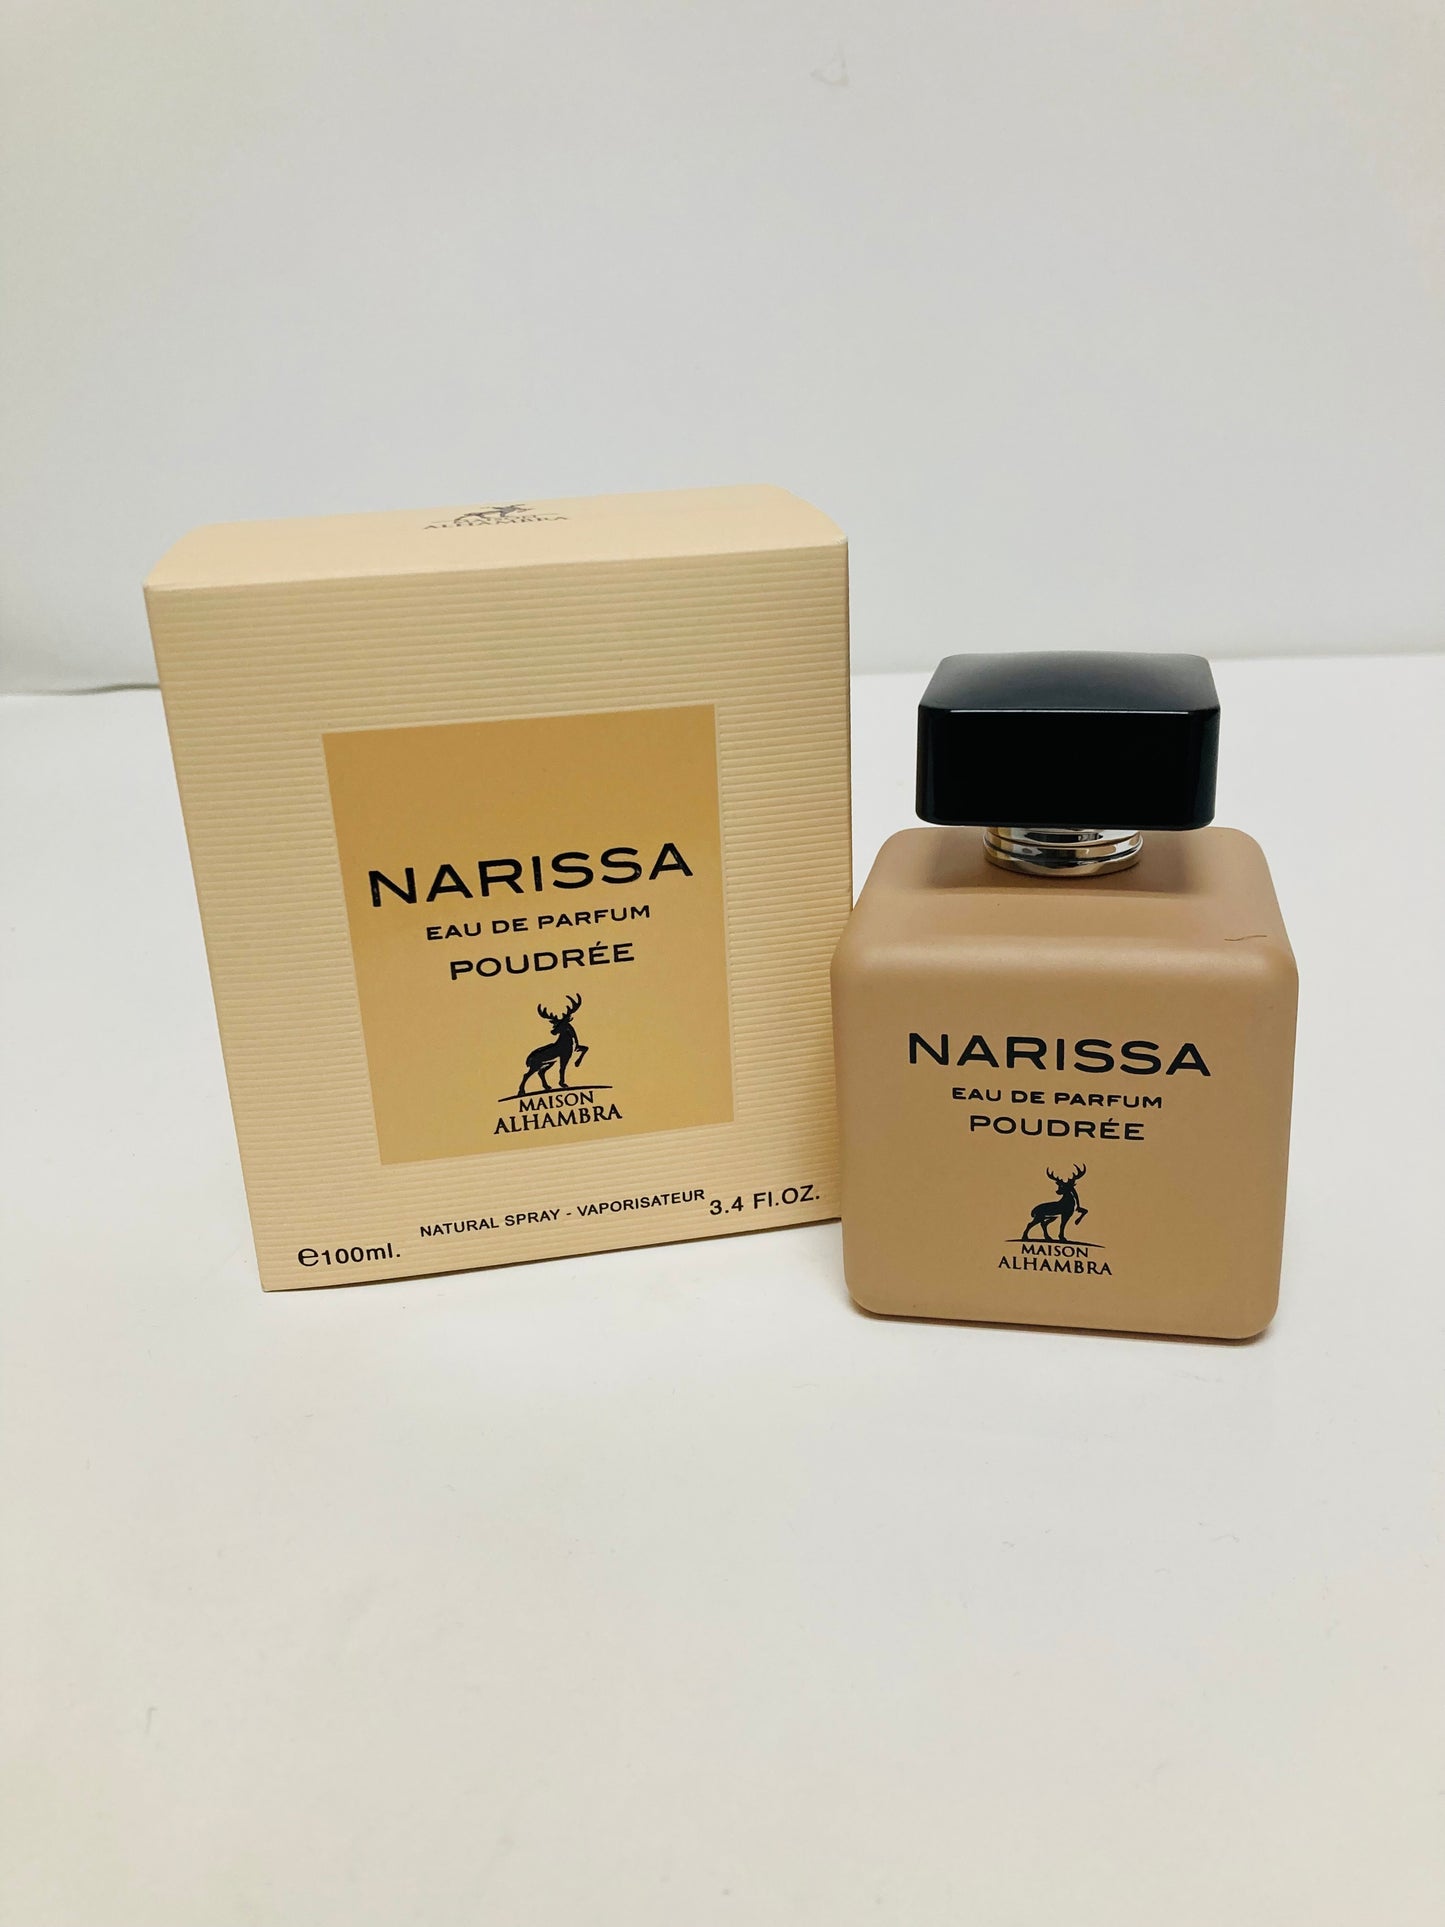 MAISON
ALHAMBRA
NARISSA
EAU DE PARFUM
POUDRÉE
MAISON
ALHAMBRA
NATURAL SPRAY - VAPORISATEUR
℮100ml.
3.4 Fl.OZ.
NARISSA
EAU DE PARFUM
POUDRÉE
MAISON
ALHAMBRA